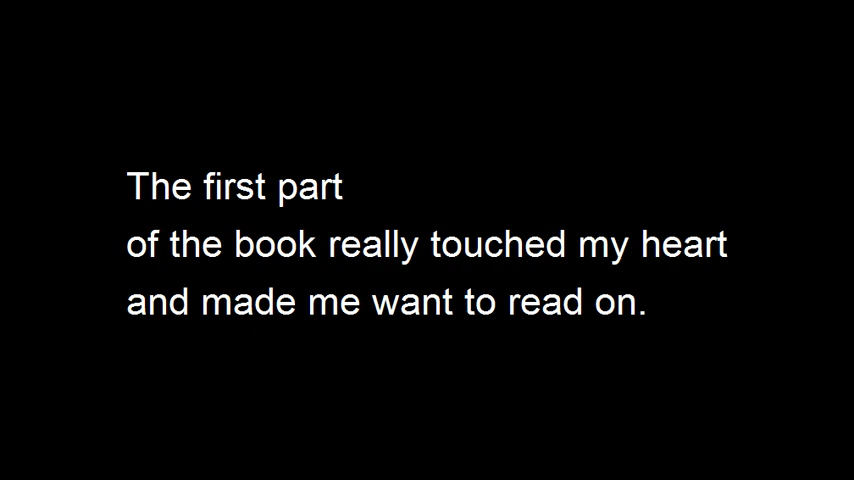 The first part
of the book really touched my heart
and made me want to read on.